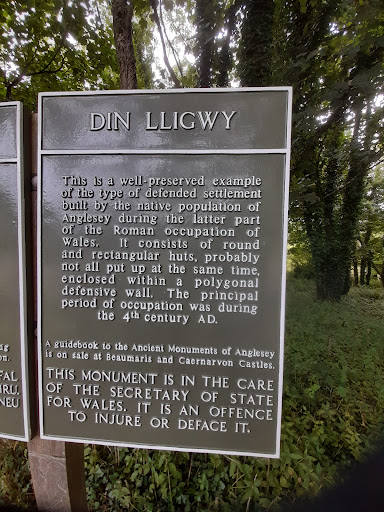 DIN LLIGWY
This is a well-preserved example
of the type of defended settlement
built by the native population of
Anglesey during the latter part
of the Roman occupation of
Wales. It consists of round
and rectangular huts, probably
not all put up at the same time,
enclosed within a polygonal
defensive wall. The principal
period of occupation was during
the 4th century AD.
A guidebook to the Ancient Monuments of Anglesey
is on sale at Beaumaris and Caernarvon Castles.
THIS MONUMENT IS IN THE CARE
OF THE SECRETARY OF STATE
FOR WALES. IT IS AN OFFENCE
TO INJURE OR DEFACE IT.